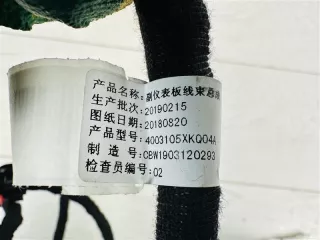 产品名称:副仪表板线束总成
生产批次:20190215
图纸日期:20180820
产品型号:4003105XKQ04A
制 造 号:CBW1903120293
检查员编号:02